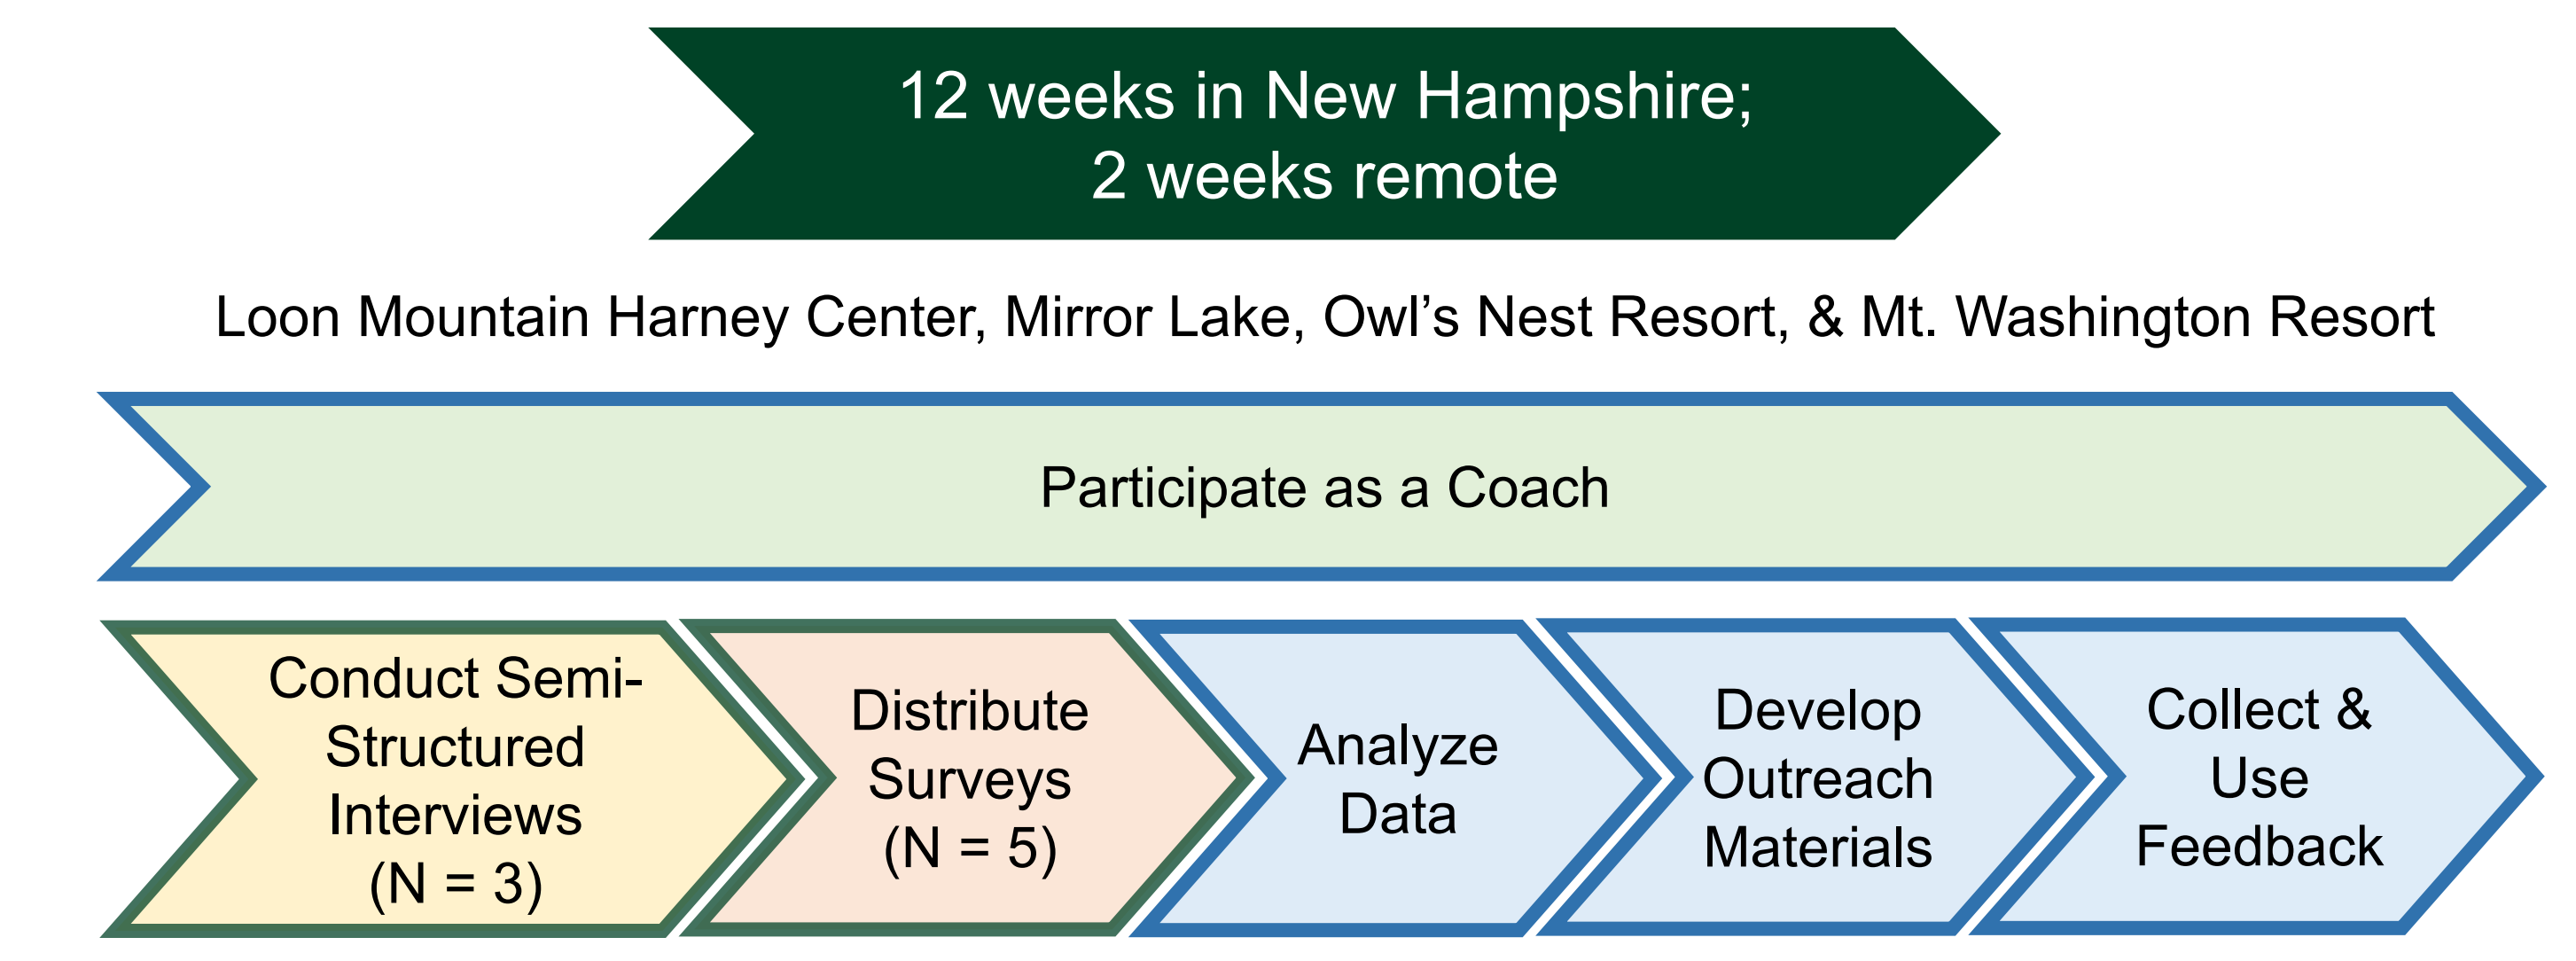 12 weeks in New Hampshire;
2 weeks remote
Loon Mountain Harney Center, Mirror Lake, Owl’s Nest Resort, & Mt. Washington Resort
Participate as a Coach
Conduct Semi-
Structured
Interviews
(N = 3)
Distribute
Surveys
(N = 5)
Analyze
Data
Develop
Outreach
Materials
Collect &
Use
Feedback